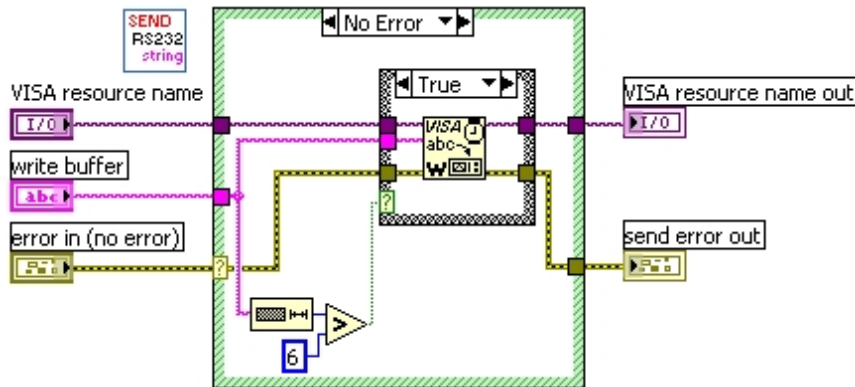 SEND
RS232
string
No Error
VISA resource name
I/O
True
VISA
abc
W
VISA resource name out
I/O
write buffer
abc
error in (no error)
?
?
send error out
>
6